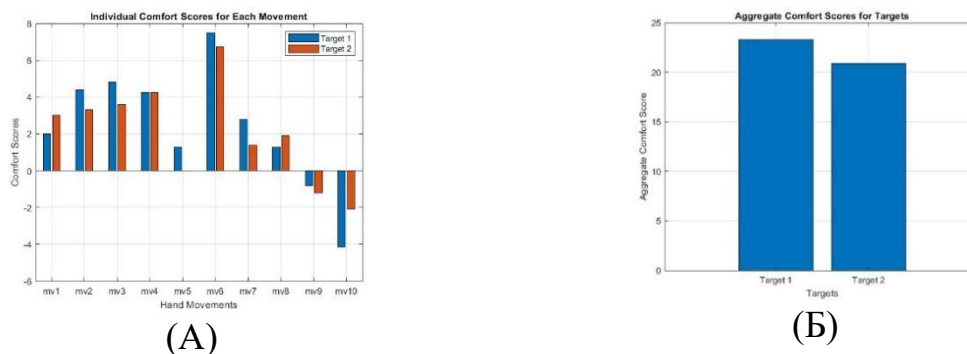 Individual Comfort Scores for Each Movement
8
6
4
2
0
-2
-4
-6
Comfort Scores
Target 1
Target 2
mv1 mv2 mv3 mv4 mv5 mv6 mv7 mv8 mv9 mv10
Hand Movements
(А)
Aggregate Comfort Scores for Targets
25
20
15
10
5
0
Aggregate Comfort Score
Target 1 Target 2
Targets
(Б)